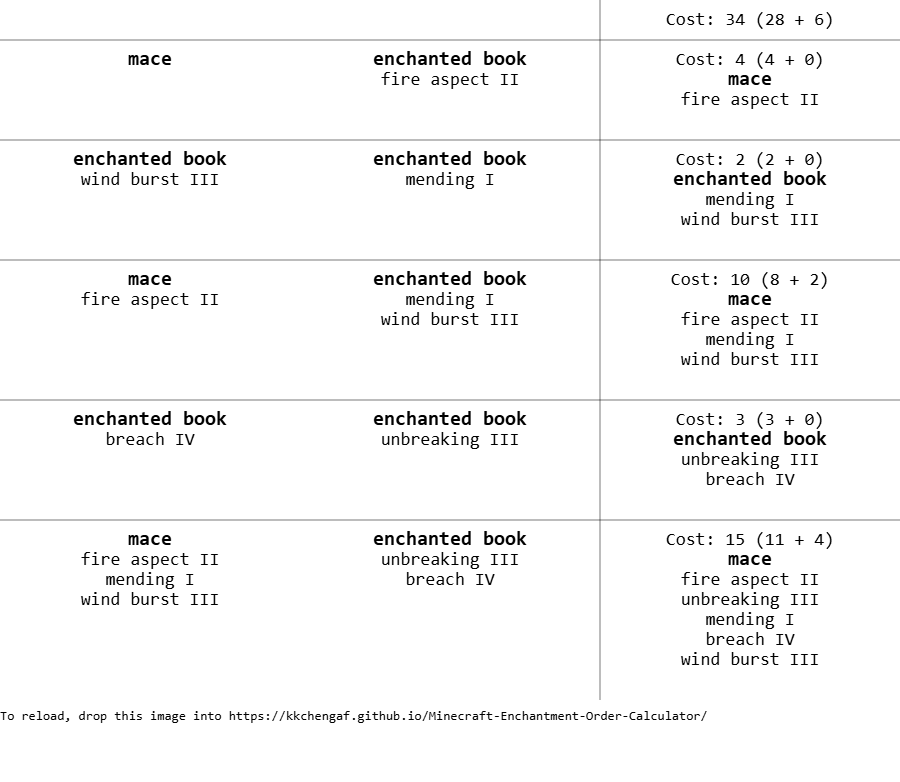 Cost: 34 (28 + 6)
mace
enchanted book
fire aspect II
Cost: 4 (4 + 0)
mace
fire aspect II
enchanted book
wind burst III
enchanted book
mending I
Cost: 2 (2 + 0)
enchanted book
mending I
wind burst III
mace
fire aspect II
enchanted book
mending I
wind burst III
Cost: 10 (8 + 2)
mace
fire aspect II
mending I
wind burst III
enchanted book
breach IV
enchanted book
unbreaking III
Cost: 3 (3 + 0)
enchanted book
unbreaking III
breach IV
mace
fire aspect II
mending I
wind burst III
enchanted book
unbreaking III
breach IV
Cost: 15 (11 + 4)
mace
fire aspect II
unbreaking III
mending I
breach IV
wind burst III
To reload, drop this image into https://kkchengaf.github.io/Minecraft-Enchantment-Order-Calculator/